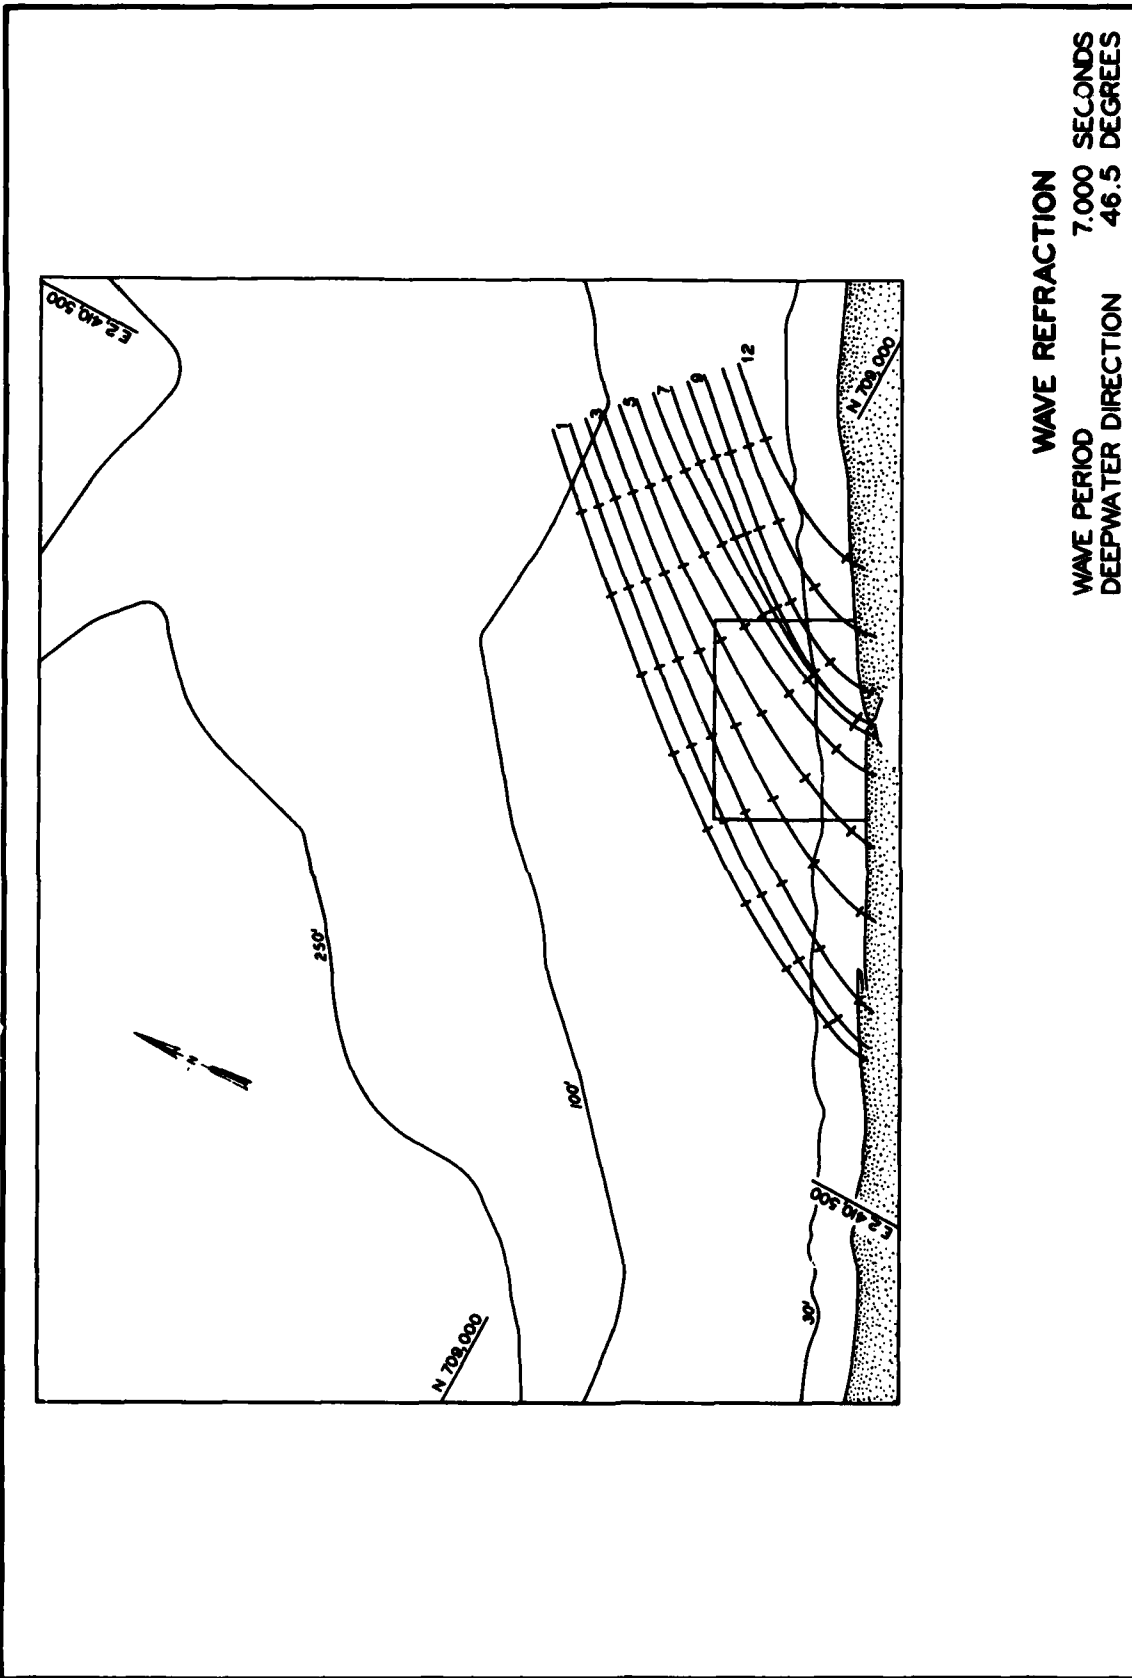 E 2,410,500
1
3
5
7
9
12
N 709,000
250'
N
100'
E 2,410,500
30'
N 709,000
WAVE REFRACTION
WAVE PERIOD 7.000 SECONDS
DEEPWATER DIRECTION 46.5 DEGREES